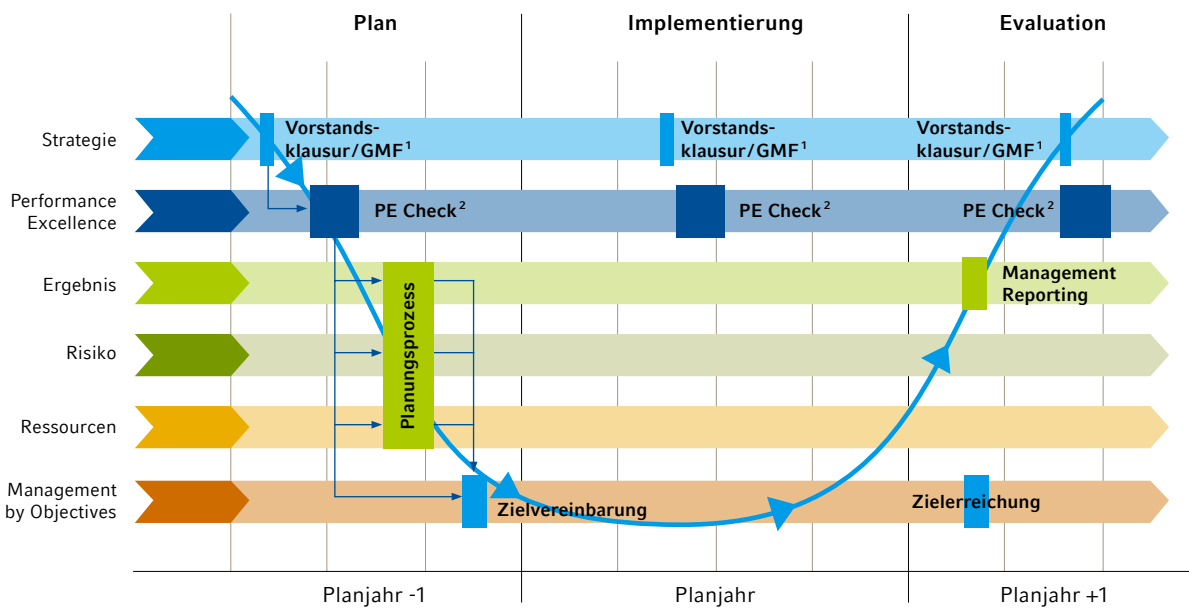 Plan
Implementierung
Evaluation
Strategie
Vorstands-
klausur/GMF¹
Vorstands-
klausur/GMF¹
Vorstands-
klausur/GMF¹
Performance
Excellence
PE Check²
PE Check²
PE Check²
Ergebnis
Management
Reporting
Planungsprozess
Risiko
Ressourcen
Management
by Objectives
Zielvereinbarung
Zielerreichung
Planjahr -1
Planjahr
Planjahr +1